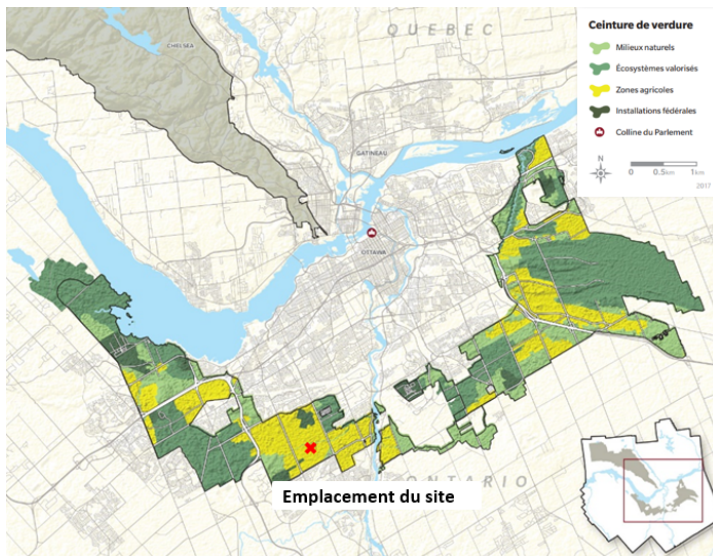 QUEBEC
CHELSEA
GATINEAU
OTTAWA
ONTARIO
Emplacement du site
Ceinture de verdure
Milieux naturels
Écosystèmes valorisés
Zones agricoles
Installations fédérales
Colline du Parlement
N
0 0.5km 1km
2017